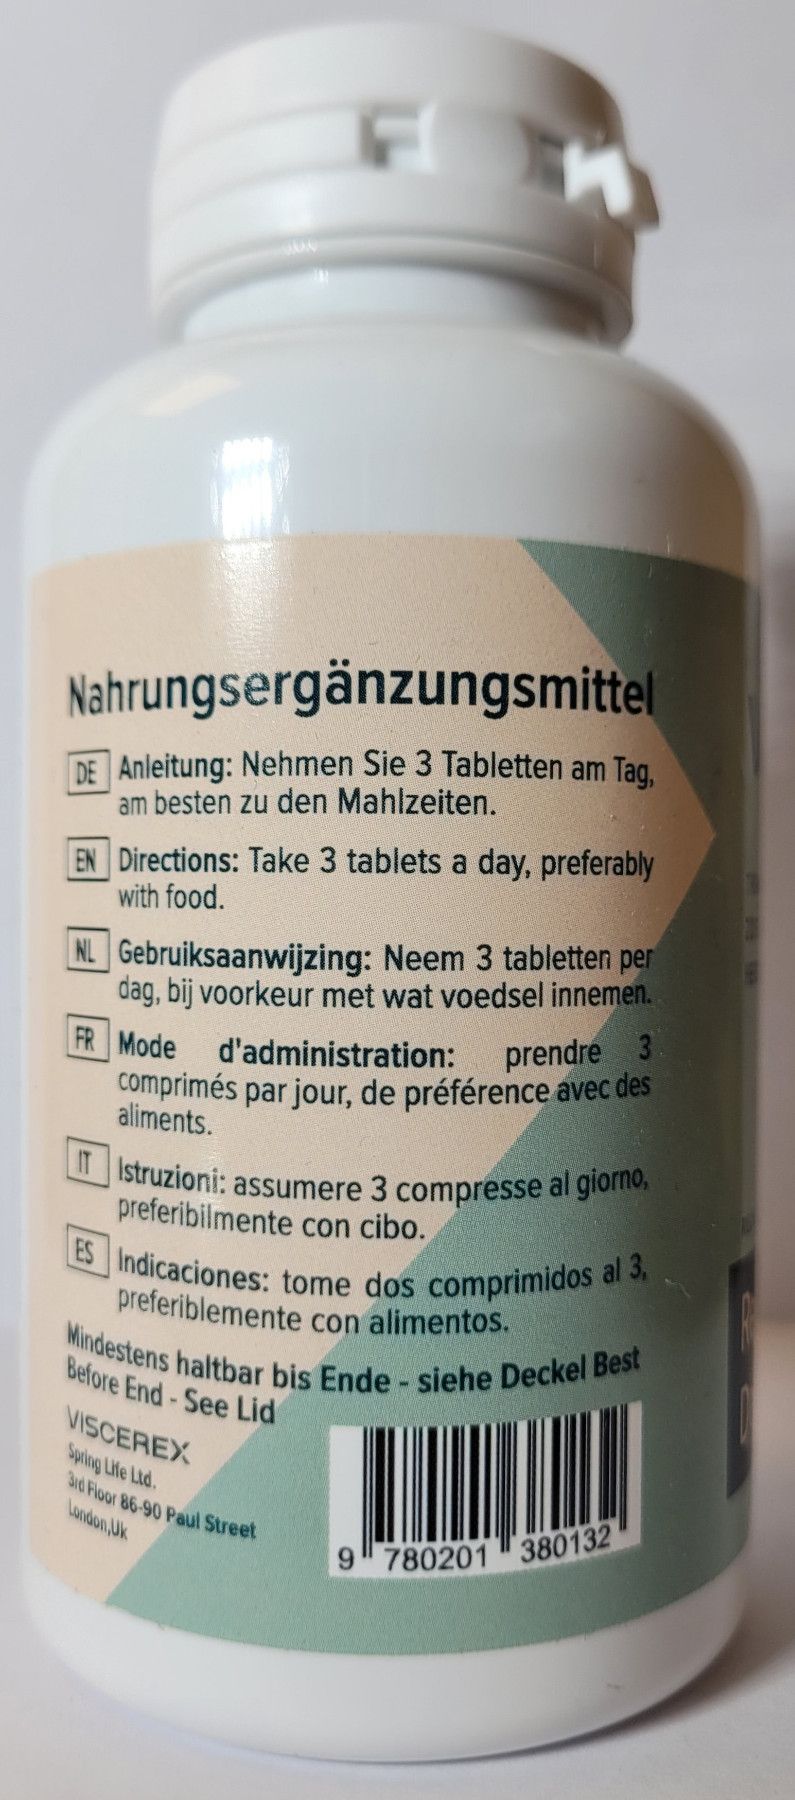 Nahrungsergänzungsmittel
DE Anleitung: Nehmen Sie 3 Tabletten am Tag,
am besten zu den Mahlzeiten.
EN Directions: Take 3 tablets a day, preferably
with food.
NL Gebruiksaanwijzing: Neem 3 tabletten per
dag, bij voorkeur met wat voedsel innemen.
FR Mode d'administration: prendre 3
comprimés par jour, de préférence avec des
aliments.
IT Istruzioni: assumere 3 compresse al giorno,
preferibilmente con cibo.
ES Indicaciones: tome dos comprimidos al 3,
preferiblemente con alimentos.
Mindestens haltbar bis Ende - siehe Deckel Best
Before End - See Lid
VISCEREX
Spring Life Ltd.
3rd Floor 86-90 Paul Street
London,Uk
9 780201 380132